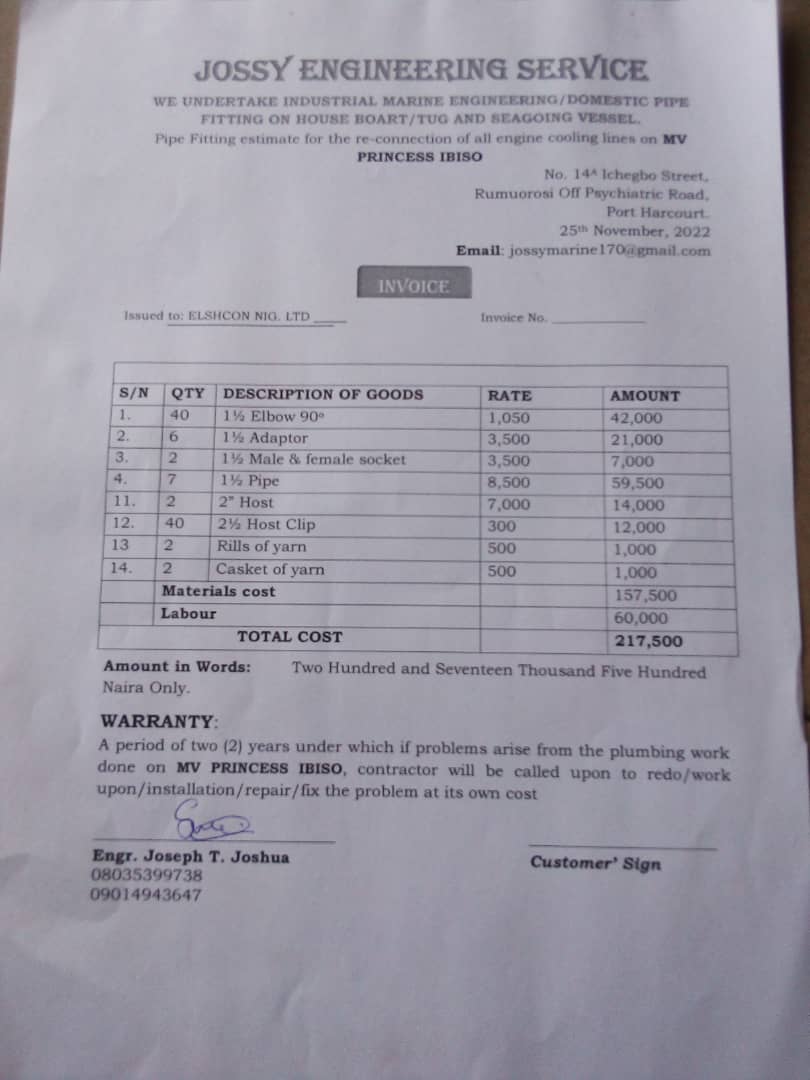 JOSSY ENGINEERING SERVICE
WE UNDERTAKE INDUSTRIAL MARINE ENGINEERING/DOMESTIC PIPE
FITTING ON HOUSE BOART/TUG AND SEAGOING VESSEL.
Pipe Fitting estimate for the re-connection of all engine cooling lines on MV
PRINCESS IBISO
No. 14ᴬ Ichegbo Street,
Rumuorosi Off Psychiatric Road,
Port Harcourt.
25th November, 2022
Email: jossymarine170@gmail.com
INVOICE
Issued to: ELSHCON NIG. LTD Invoice No.
S/N QTY DESCRIPTION OF GOODS RATE AMOUNT
1. 40 1½ Elbow 90° 1,050 42,000
2. 6 1½ Adaptor 3,500 21,000
3. 2 1½ Male & female socket 3,500 7,000
4. 7 1½ Pipe 8,500 59,500
11. 2 2" Host 7,000 14,000
12. 40 2½ Host Clip 300 12,000
13 2 Rills of yarn 500 1,000
14. 2 Casket of yarn 500 1,000
Materials cost 157,500
Labour 60,000
TOTAL COST 217,500
Amount in Words: Two Hundred and Seventeen Thousand Five Hundred
Naira Only.
WARRANTY:
A period of two (2) years under which if problems arise from the plumbing work
done on MV PRINCESS IBISO, contractor will be called upon to redo/work
upon/installation/repair/fix the problem at its own cost
Engr. Joseph T. Joshua
08035399738
09014943647
Customer' Sign